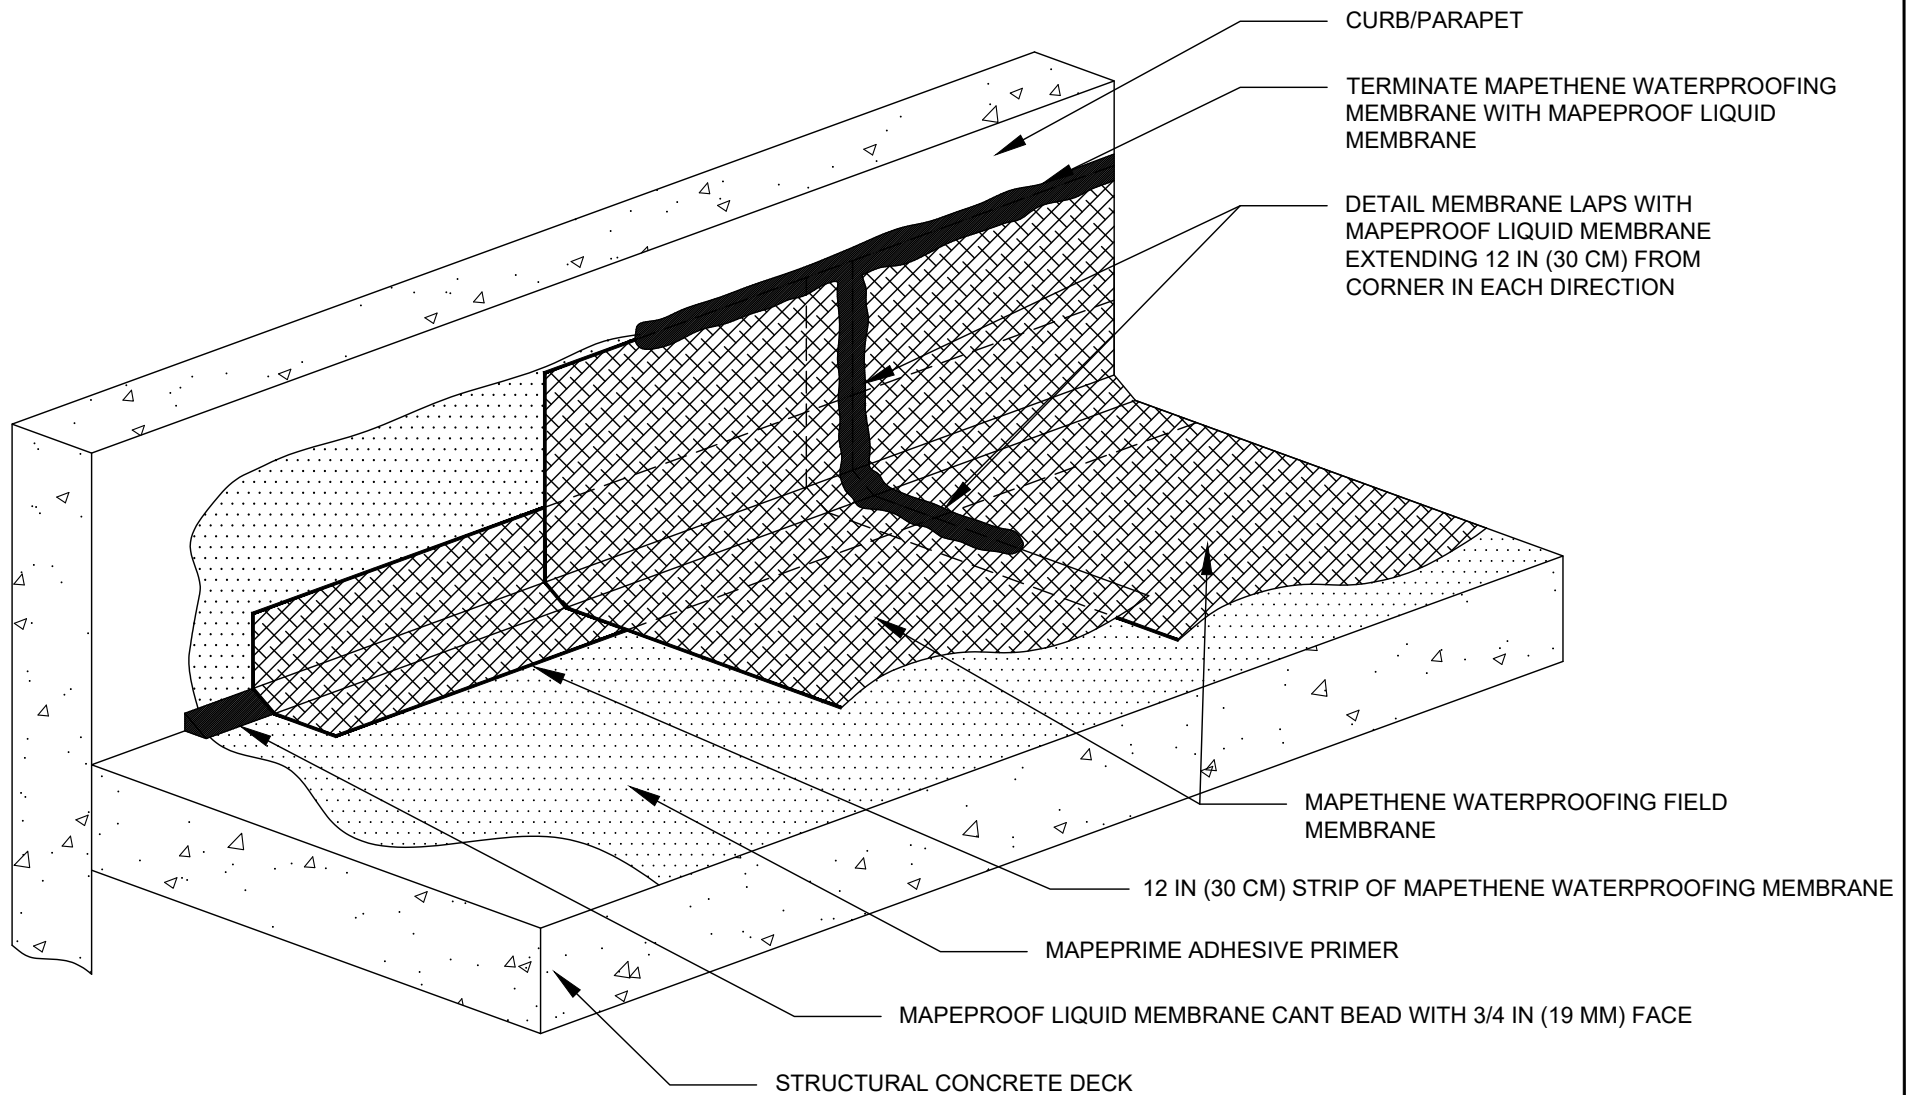 CURB/PARAPET
TERMINATE MAPETHENE WATERPROOFING
MEMBRANE WITH MAPEPROOF LIQUID
MEMBRANE
DETAIL MEMBRANE LAPS WITH
MAPEPROOF LIQUID MEMBRANE
EXTENDING 12 IN (30 CM) FROM
CORNER IN EACH DIRECTION
MAPETHENE WATERPROOFING FIELD
MEMBRANE
12 IN (30 CM) STRIP OF MAPETHENE WATERPROOFING MEMBRANE
MAPEPRIME ADHESIVE PRIMER
MAPEPROOF LIQUID MEMBRANE CANT BEAD WITH 3/4 IN (19 MM) FACE
STRUCTURAL CONCRETE DECK